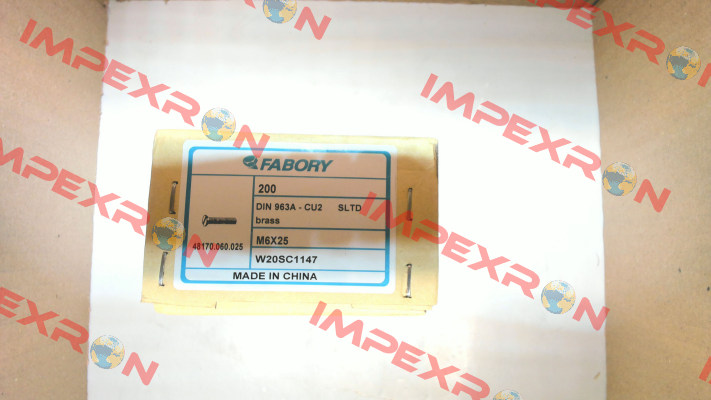 FABORY
200
DIN 963A - CU2 SLTD
brass
48170.060.025
M6X25
W20SC1147
MADE IN CHINA
IMPEXRON
IMPEXRON
IMPEXRON
IMPEXRON
IMPEXRON
IMPEXRON